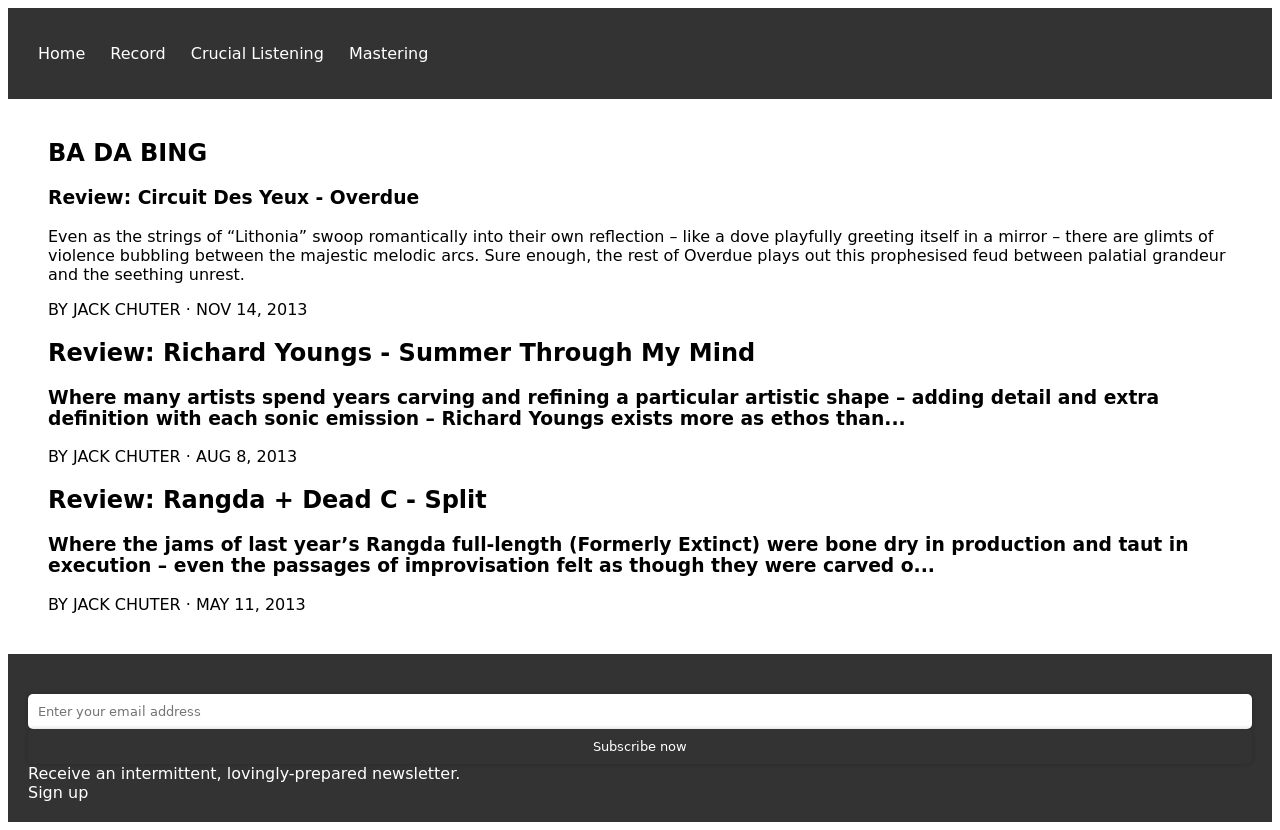 Home Record Crucial Listening Mastering
BA DA BING
Review: Circuit Des Yeux - Overdue
Even as the strings of “Lithonia” swoop romantically into their own reflection – like a dove playfully greeting itself in a mirror – there are glimts of
violence bubbling between the majestic melodic arcs. Sure enough, the rest of Overdue plays out this prophesised feud between palatial grandeur
and the seething unrest.
BY JACK CHUTER · NOV 14, 2013
Review: Richard Youngs - Summer Through My Mind
Where many artists spend years carving and refining a particular artistic shape – adding detail and extra
definition with each sonic emission – Richard Youngs exists more as ethos than...
BY JACK CHUTER · AUG 8, 2013
Review: Rangda + Dead C - Split
Where the jams of last year’s Rangda full-length (Formerly Extinct) were bone dry in production and taut in
execution – even the passages of improvisation felt as though they were carved o...
BY JACK CHUTER · MAY 11, 2013
Enter your email address
Subscribe now
Receive an intermittent, lovingly-prepared newsletter.
Sign up